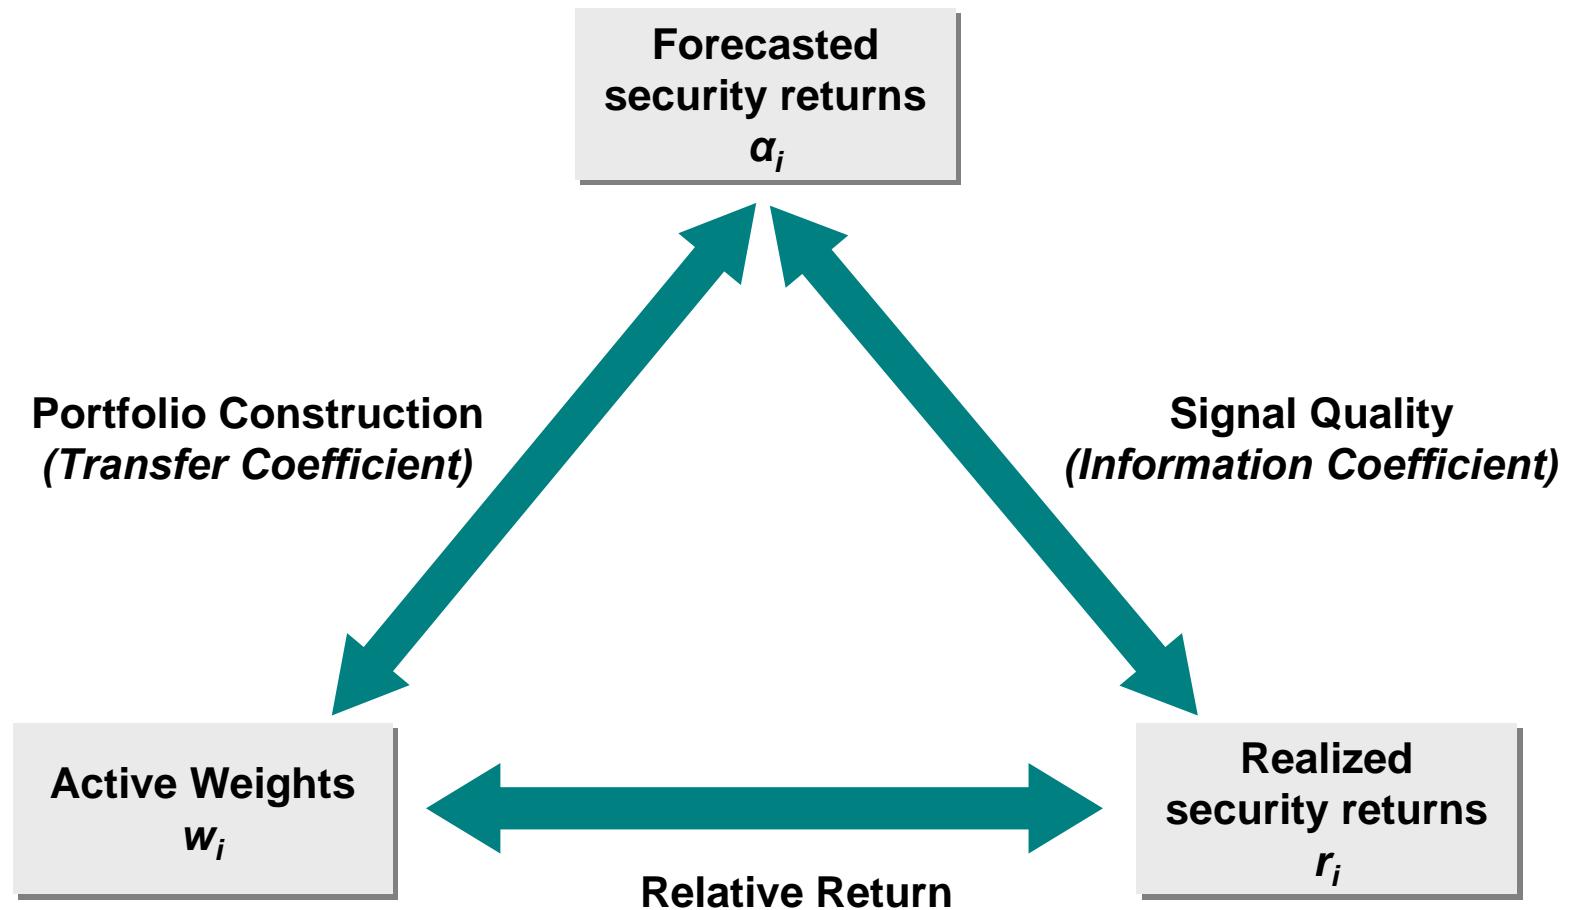 Forecasted
security returns
αi
Portfolio Construction
(Transfer Coefficient)
Signal Quality
(Information Coefficient)
Active Weights
wi
Realized
security returns
ri
Relative Return